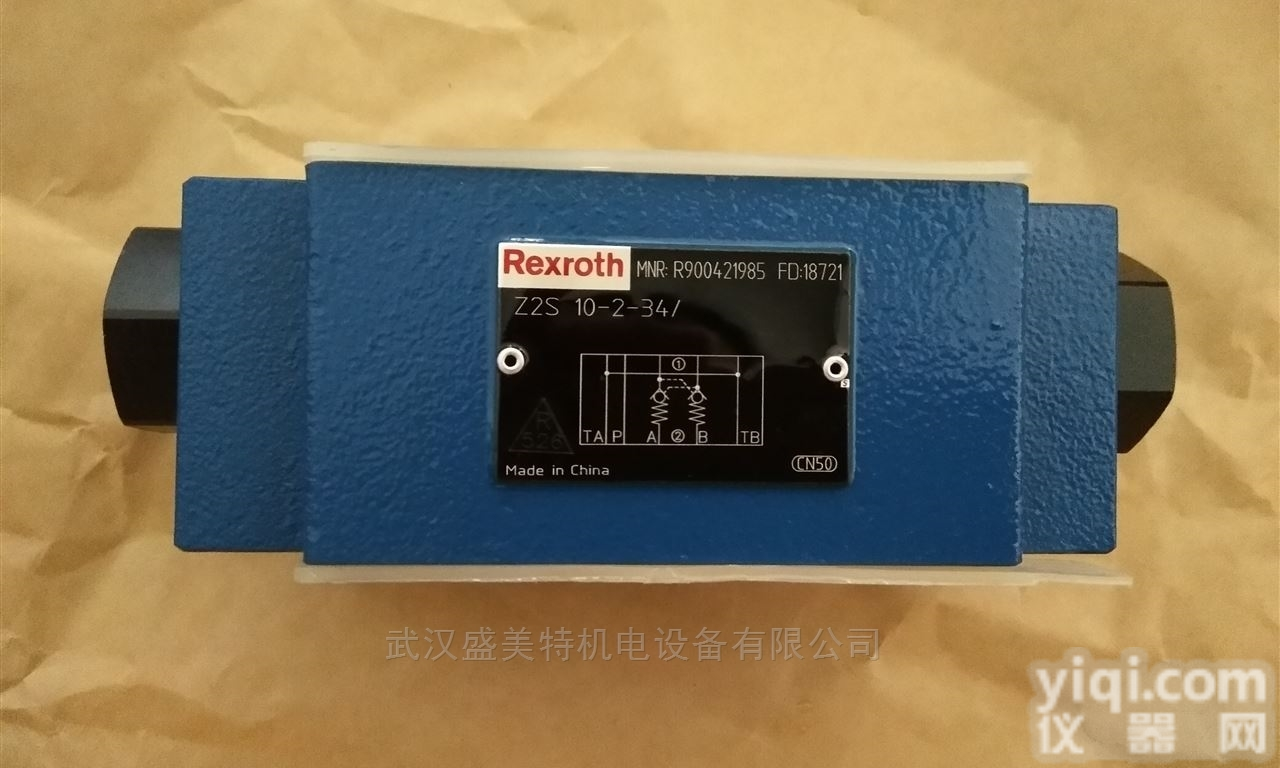 Rexroth MNR: R900421985 FD:18721
Z2S 10-2-34/
①
S
R
526
TA P A ② B TB
Made in China CN50
武汉盛美特机电设备有限公司
yiqi.com
仪器网